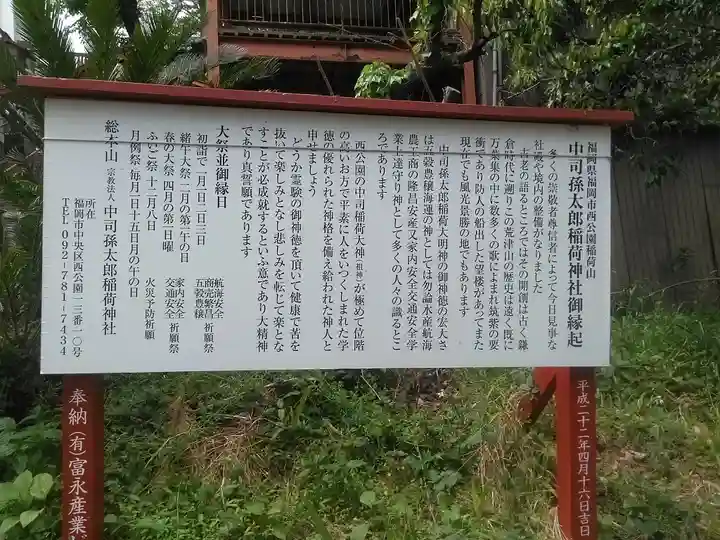 福岡県福岡市西公園稲荷山
中司孫太郎稲荷神社御縁起
多くの崇敬者尊信者によって今日見事な
社殿や境内の整備がなりました
古老の語るところではその開創は古く鎌
倉時代に遡りこの荒津山の歴史は遠く既に
万葉集の中に数多くの歌によまれ筑紫の要
衝であり防人の船出した望楼があってまた
現在でも風光景勝の地でもあります
中司孫太郎稲荷大明神の御神徳の宏大さ
は五穀豊穣海運の神としては勿論水産航海
農工商の隆昌安産又家内安全交通安全学
業上達守り神として多くの人々の識るとこ
ろであります
西公園の中司稲荷大神（祖神）が極めて位階
の高いお方で平素に人をいつくしまれた学
徳の優れられた神格を備え給われた神人と
申せましょう
どうか霊験の御神徳を頂いて健康で苦を
抜いて楽しみとなし悲しみを転じて楽とな
すことが必成就するといふ意であり大精神
であり真誓願であります
大祭並御縁日
初詣で 一月一日二日三日 航海安全 商売繁昌 五穀豊穣 祈願祭
緒午大祭 二月の第二午の日
春の大祭 四月の第一日曜 家内安全 交通安全 祈願祭
ふいご祭 十二月八日 火災予防祈願
月例祭 毎月一日十五日月の午の日
総本山 宗教法人 中司孫太郎稲荷神社
所在 福岡市中央区西公園一三番一〇号
TEL 092-781-7434
平成二十二年四月十六日吉日
奉納（有）富永産業